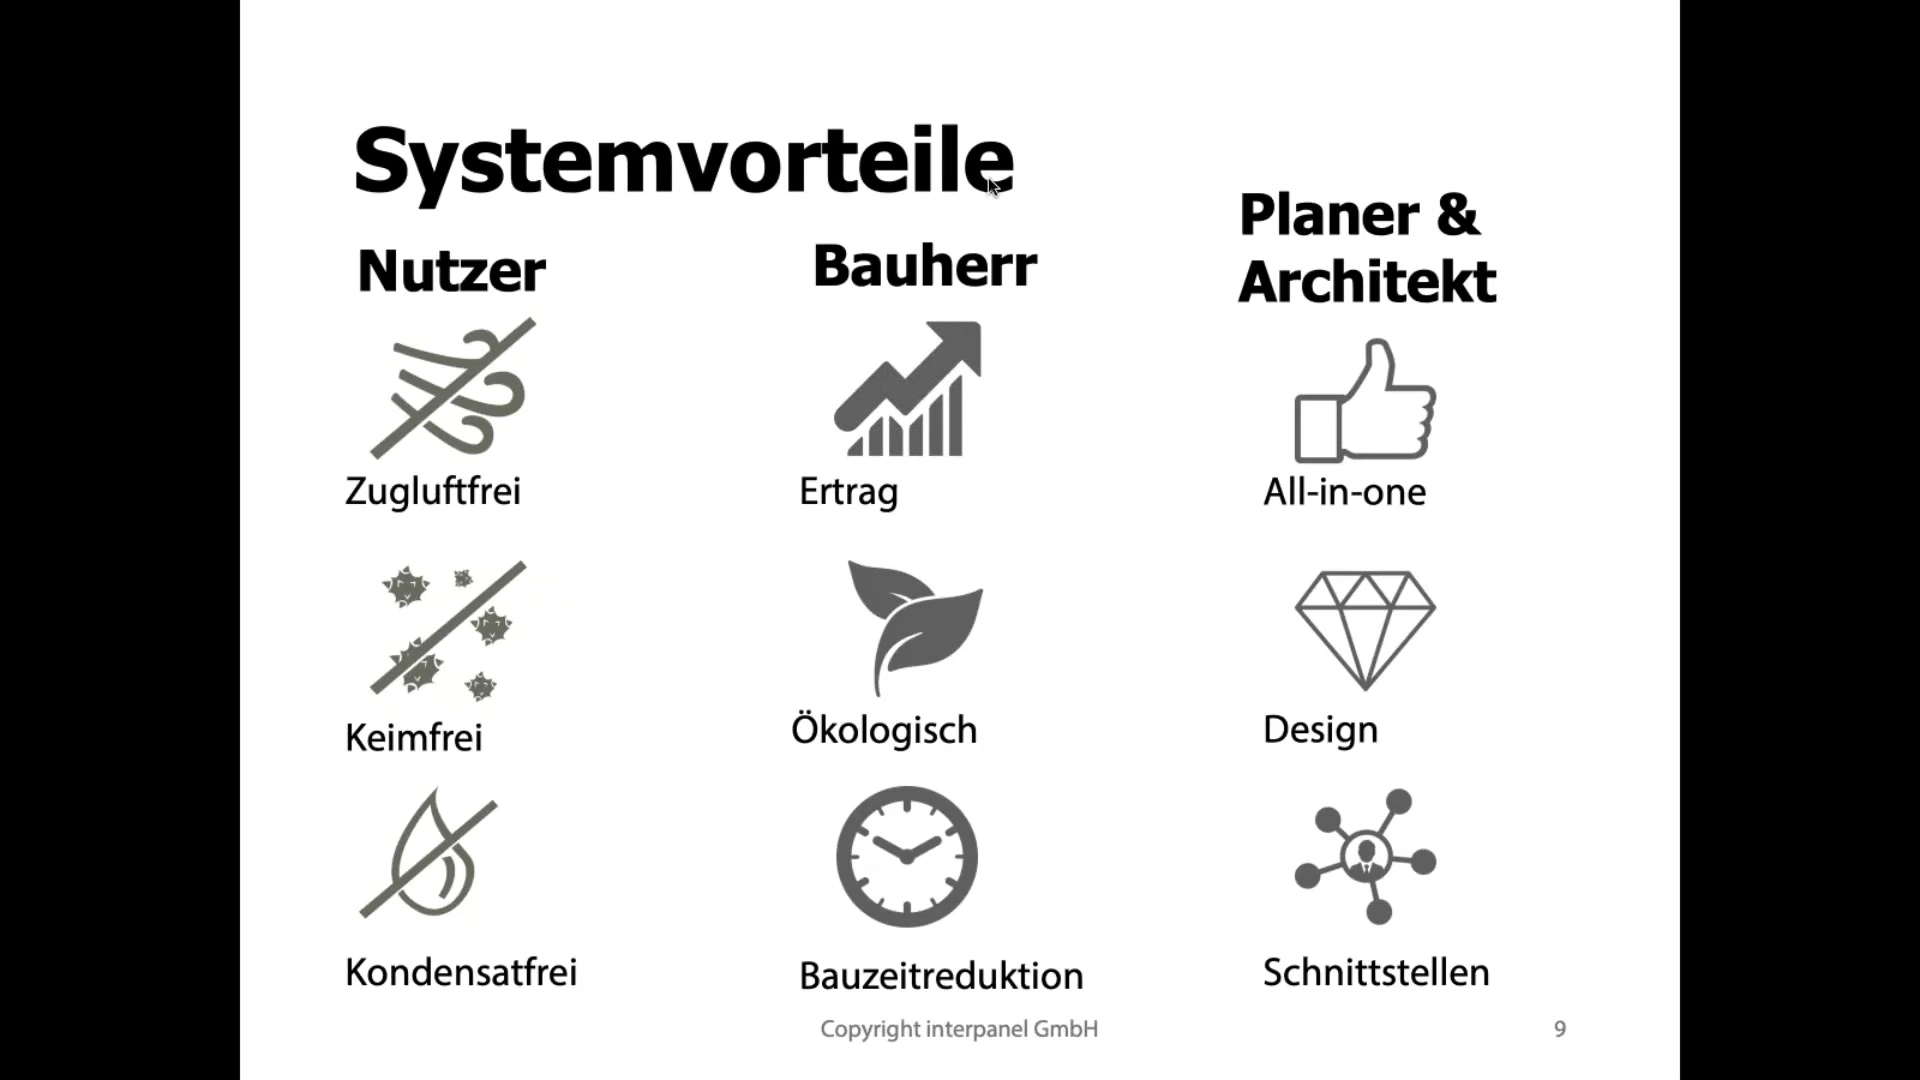 Systemvorteile
Nutzer
Zugluftfrei
Keimfrei
Kondensatfrei
Bauherr
Ertrag
Ökologisch
Bauzeitreduktion
Planer &
Architekt
All-in-one
Design
Schnittstellen
Copyright interpanel GmbH
9